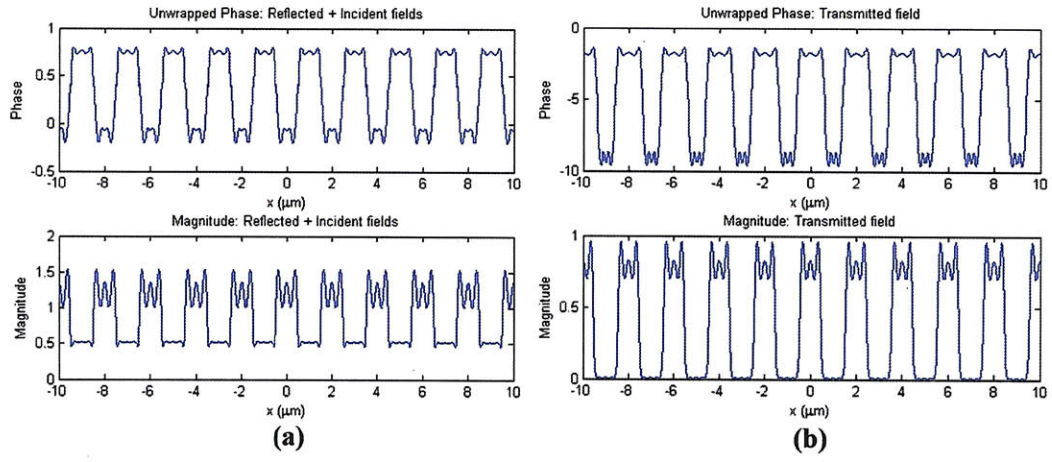 Unwrapped Phase: Reflected + Incident fields
1
0.5
0
-0.5
Phase
-10 -8 -6 -4 -2 0 2 4 6 8 10
x (μm)
Magnitude: Reflected + Incident fields
2
1.5
1
0.5
0
Magnitude
-10 -8 -6 -4 -2 0 2 4 6 8 10
x (μm)
(a)
Unwrapped Phase: Transmitted field
0
-5
-10
Phase
-10 -8 -6 -4 -2 0 2 4 6 8 10
x (μm)
Magnitude: Transmitted field
1
0.5
0
Magnitude
-10 -8 -6 -4 -2 0 2 4 6 8 10
x (μm)
(b)